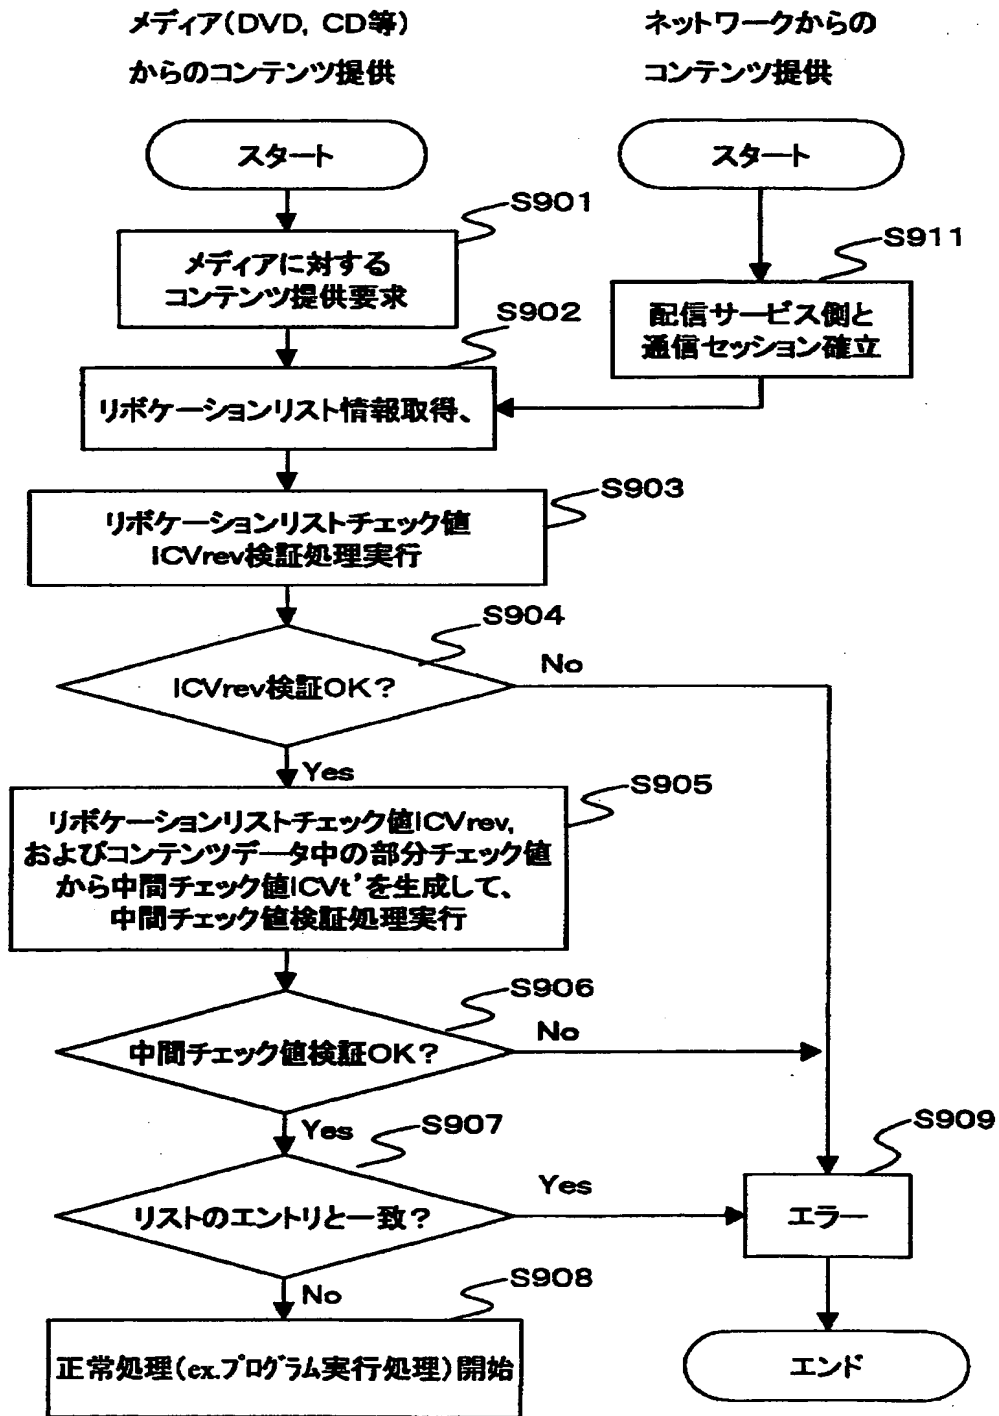 メディア(DVD, CD等)
からのコンテンツ提供
ネットワークからの
コンテンツ提供
スタート
スタート
S901
メディアに対する
コンテンツ提供要求
S911
配信サービス側と
通信セッション確立
S902
リボケーションリスト情報取得、
S903
リボケーションリストチェック値
ICVrev検証処理実行
S904
ICVrev検証OK?
No
Yes
S905
リボケーションリストチェック値ICVrev,
およびコンテンツデータ中の部分チェック値
から中間チェック値ICVt'を生成して、
中間チェック値検証処理実行
S906
中間チェック値検証OK?
No
Yes
S907
リストのエントリと一致?
Yes
S909
エラー
No
S908
正常処理(ex.プログラム実行処理)開始
エンド